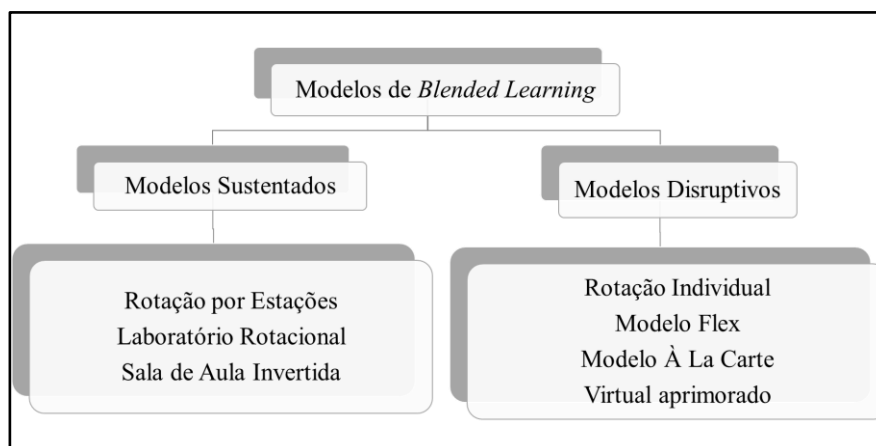 Modelos de Blended Learning
Modelos Sustentados
Modelos Disruptivos
Rotação por Estações
Laboratório Rotacional
Sala de Aula Invertida
Rotação Individual
Modelo Flex
Modelo À La Carte
Virtual aprimorado